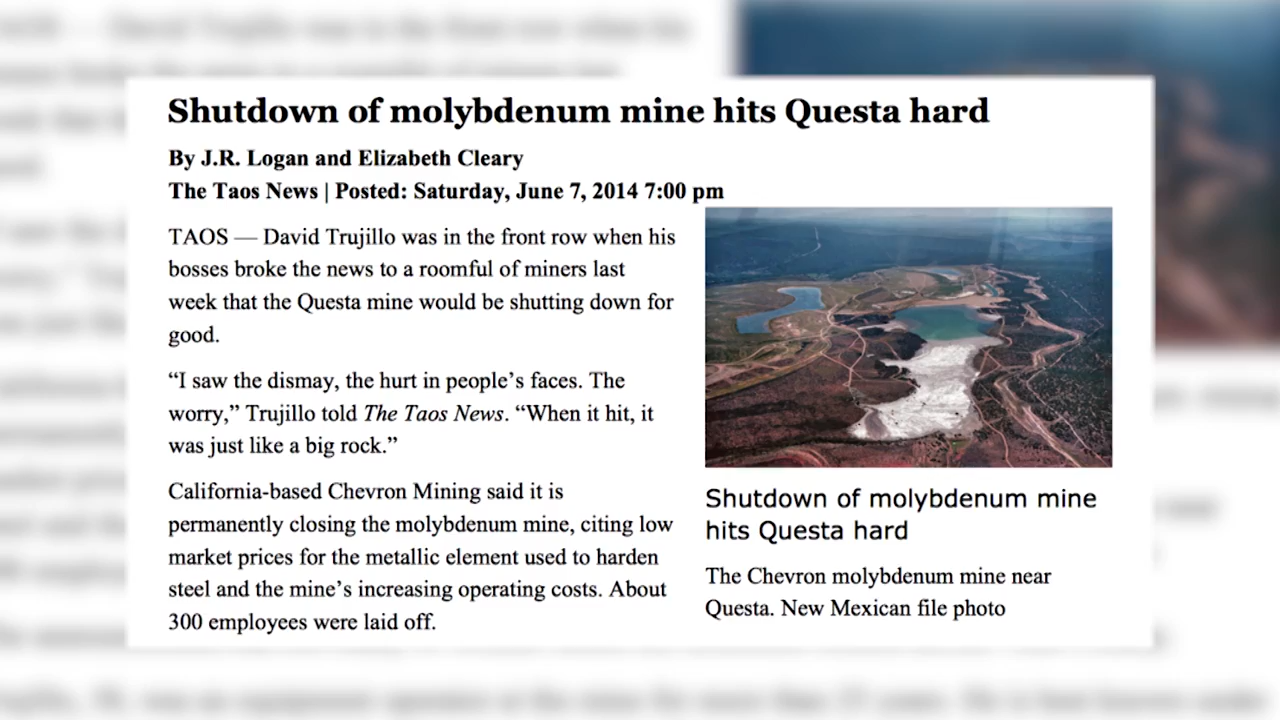 Shutdown of molybdenum mine hits Questa hard
By J.R. Logan and Elizabeth Cleary
The Taos News | Posted: Saturday, June 7, 2014 7:00 pm
TAOS — David Trujillo was in the front row when his
bosses broke the news to a roomful of miners last
week that the Questa mine would be shutting down for
good.
“I saw the dismay, the hurt in people’s faces. The
worry,” Trujillo told The Taos News. “When it hit, it
was just like a big rock.”
California-based Chevron Mining said it is
permanently closing the molybdenum mine, citing low
market prices for the metallic element used to harden
steel and the mine’s increasing operating costs. About
300 employees were laid off.
Shutdown of molybdenum mine
hits Questa hard
The Chevron molybdenum mine near
Questa. New Mexican file photo